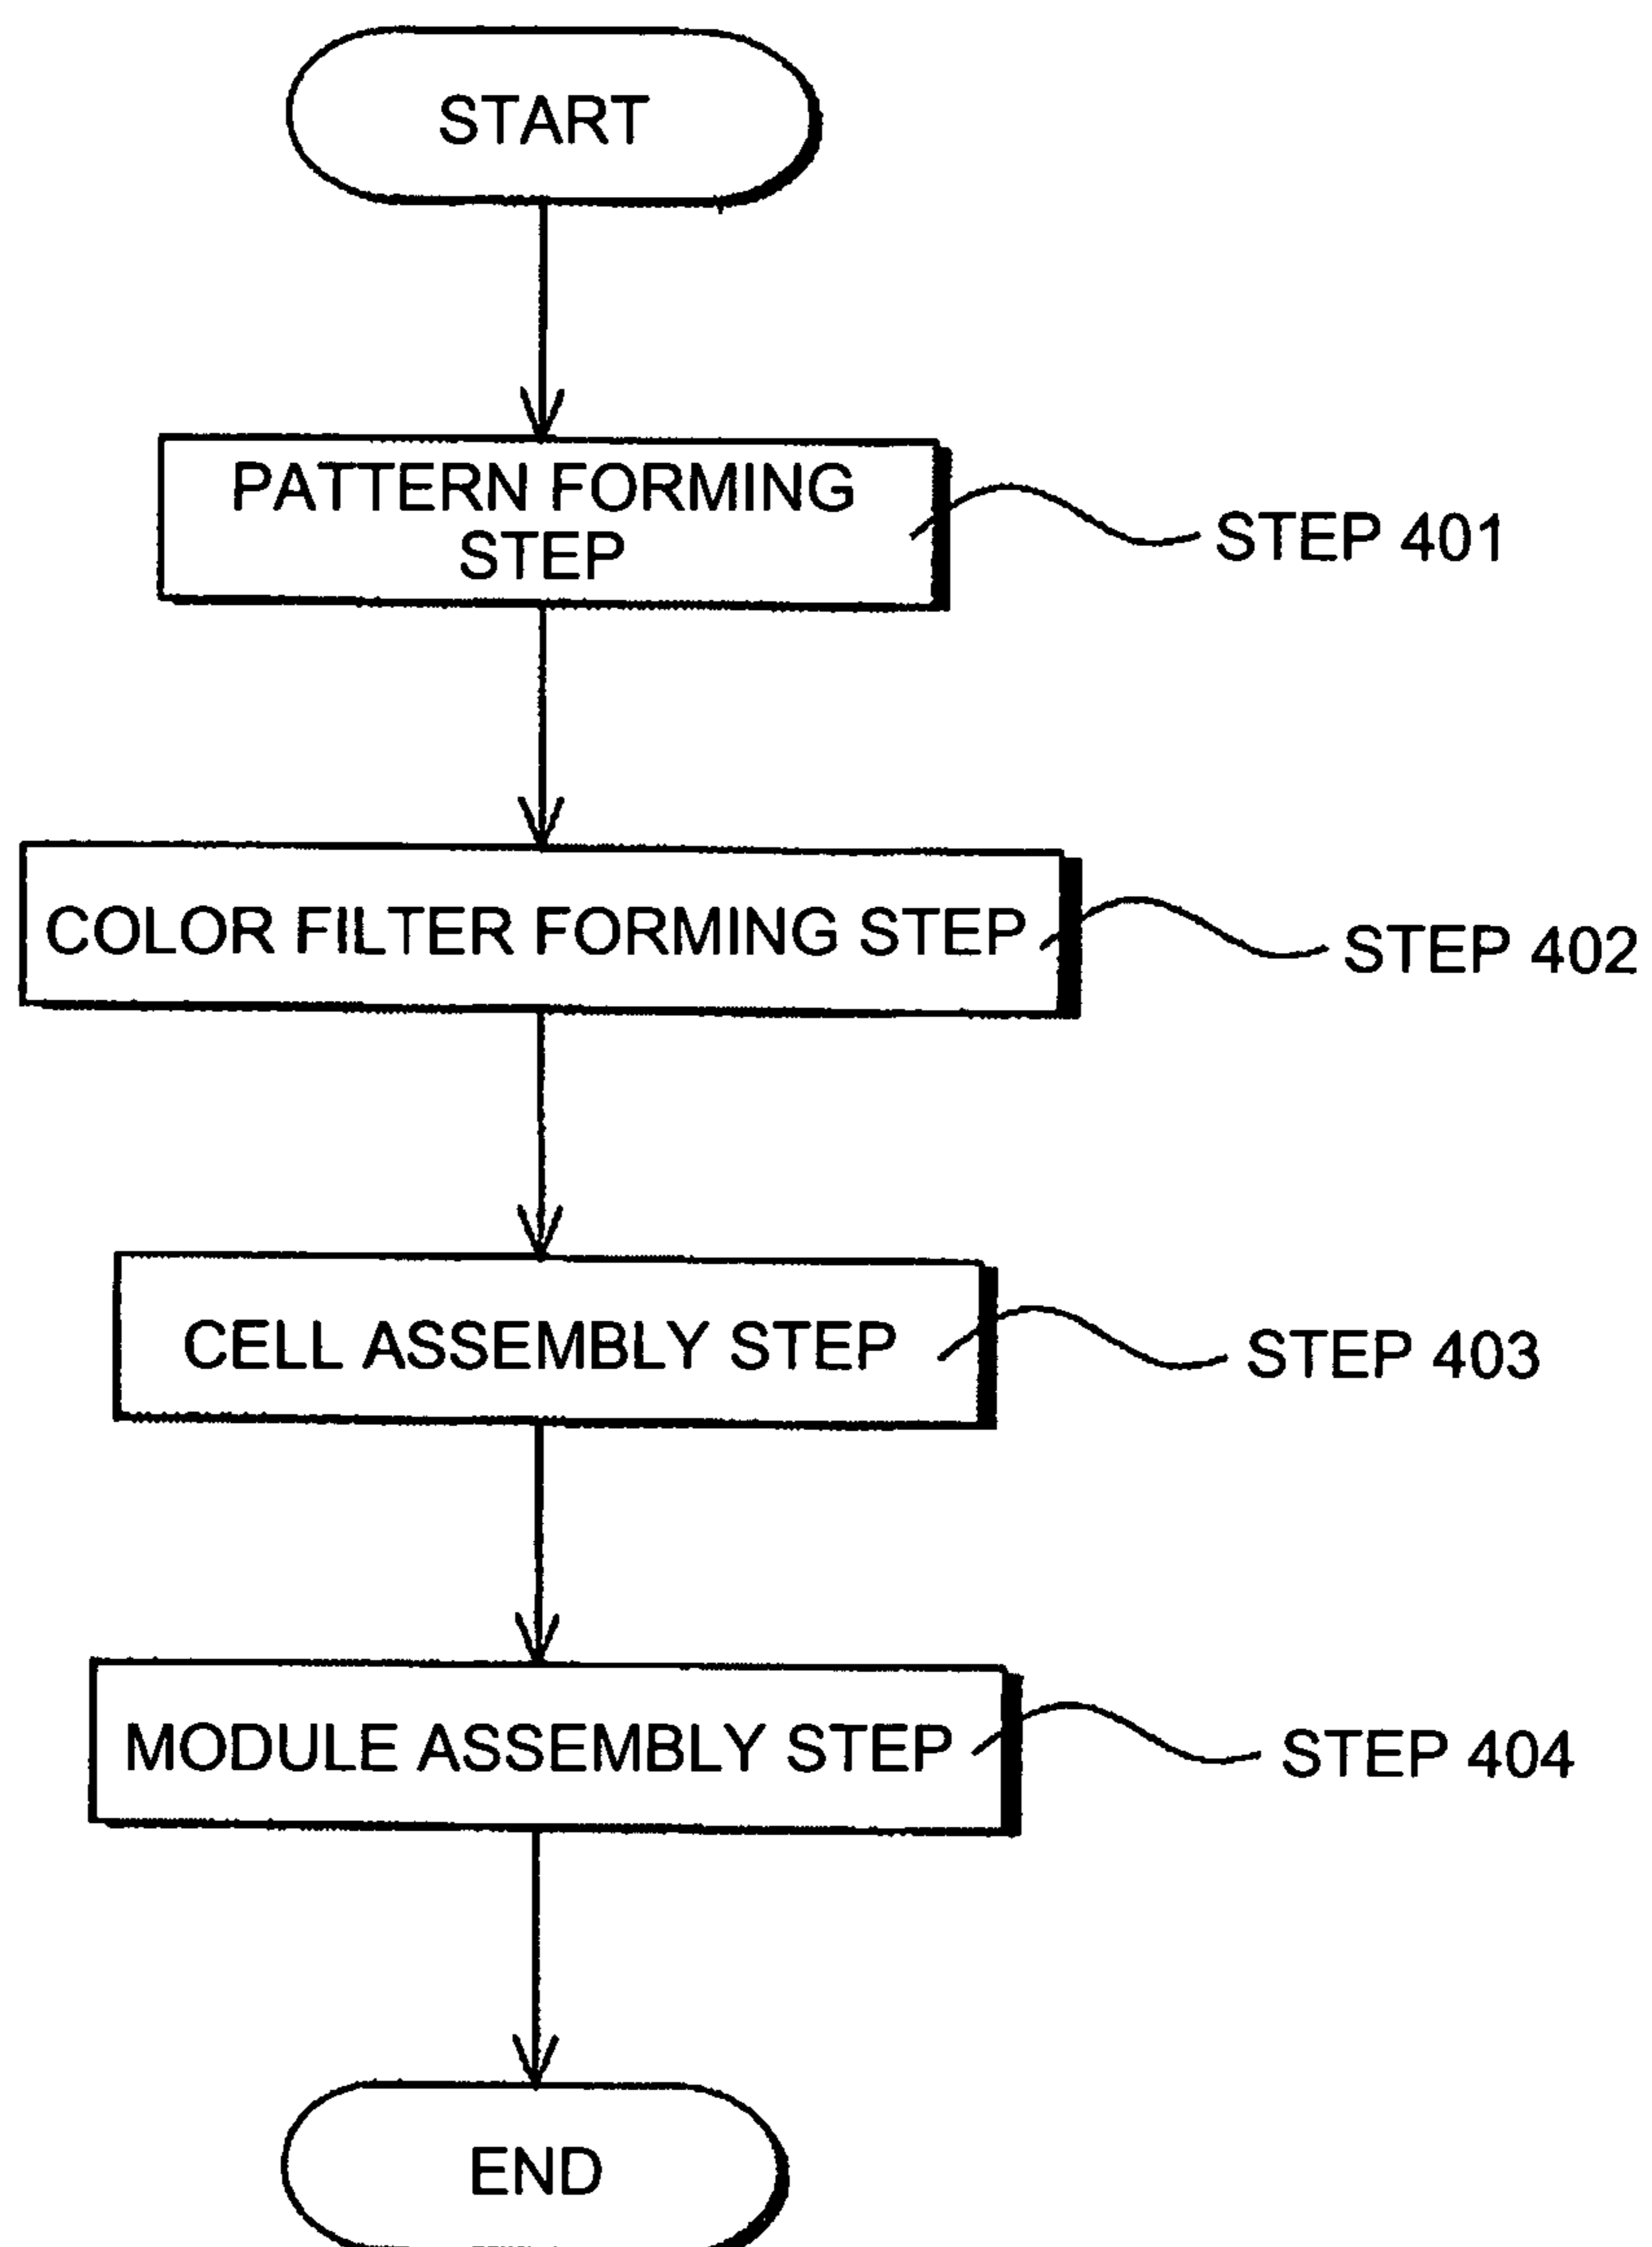 START
PATTERN FORMING
STEP
STEP 401
COLOR FILTER FORMING STEP
STEP 402
CELL ASSEMBLY STEP
STEP 403
MODULE ASSEMBLY STEP
STEP 404
END